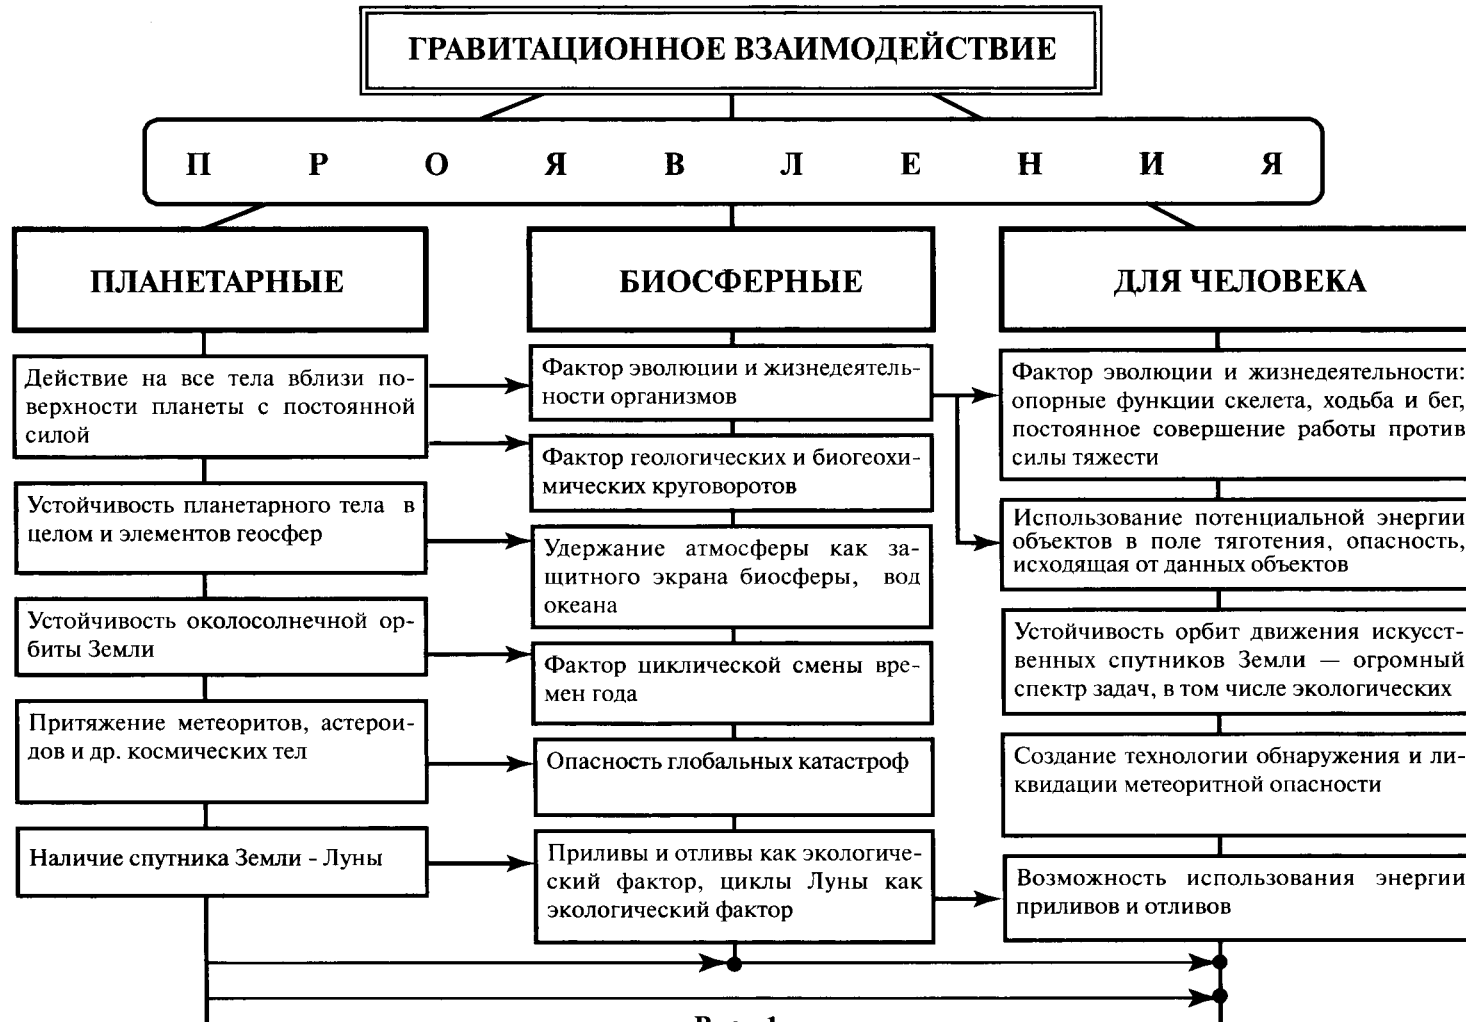 ГРАВИТАЦИОННОЕ ВЗАИМОДЕЙСТВИЕ
П Р О Я В Л Е Н И Я
ПЛАНЕТАРНЫЕ
Действие на все тела вблизи по-
верхности планеты с постоянной
силой
Устойчивость планетарного тела в
целом и элементов геосфер
Устойчивость околосолнечной ор-
биты Земли
Притяжение метеоритов, астерои-
дов и др. космических тел
Наличие спутника Земли - Луны
БИОСФЕРНЫЕ
Фактор эволюции и жизнедеятель-
ности организмов
Фактор геологических и биогеохи-
мических круговоротов
Удержание атмосферы как за-
щитного экрана биосферы, вод
океана
Фактор циклической смены вре-
мен года
Опасность глобальных катастроф
Приливы и отливы как экологиче-
ский фактор, циклы Луны как
экологический фактор
ДЛЯ ЧЕЛОВЕКА
Фактор эволюции и жизнедеятельности:
опорные функции скелета, ходьба и бег,
постоянное совершение работы против
силы тяжести
Использование потенциальной энергии
объектов в поле тяготения, опасность,
исходящая от данных объектов
Устойчивость орбит движения искусст-
венных спутников Земли — огромный
спектр задач, в том числе экологических
Создание технологии обнаружения и ли-
квидации метеоритной опасности
Возможность использования энергии
приливов и отливов